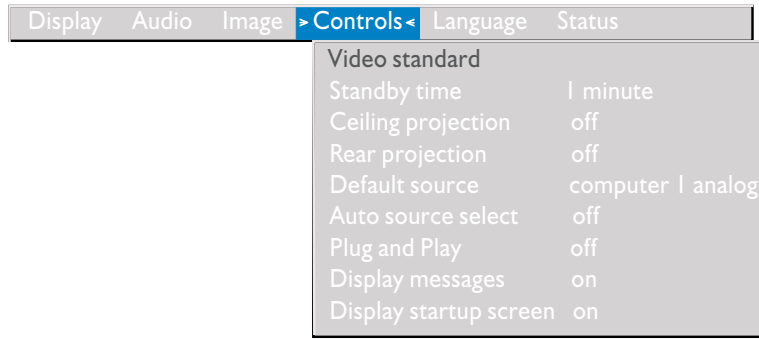 Display Audio Image >Controls< Language Status
Video standard
Standby time 1 minute
Ceiling projection off
Rear projection off
Default source computer 1 analog
Auto source select off
Plug and Play off
Display messages on
Display startup screen on